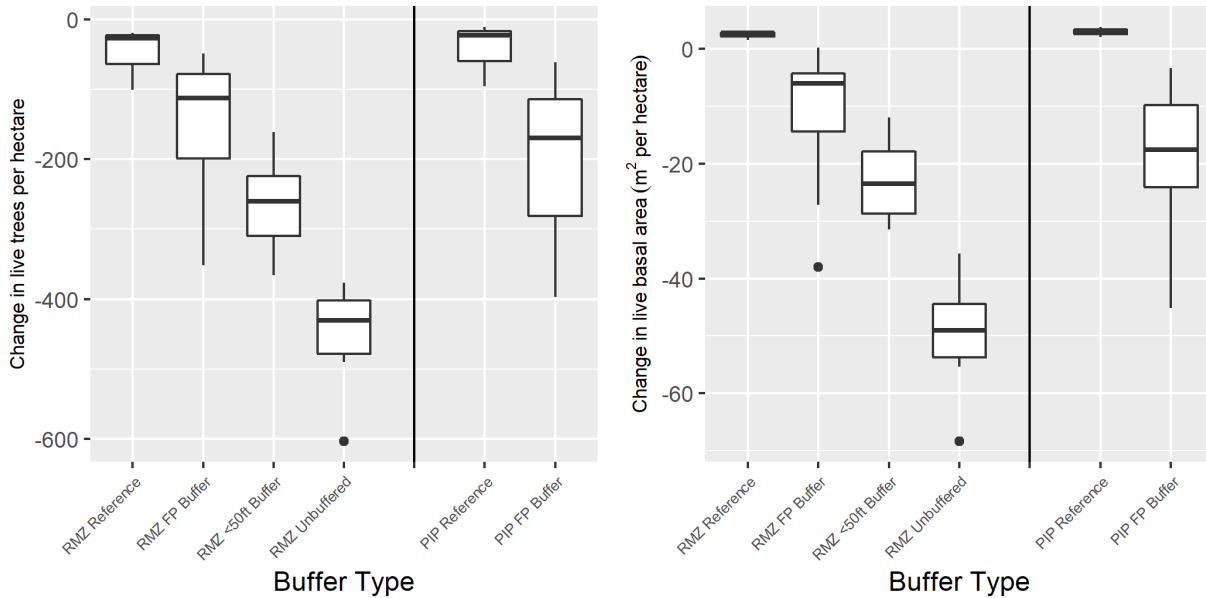 Change in live trees per hectare
0
-200
-400
-600
RMZ Reference
RMZ FP Buffer
RMZ <50ft Buffer
RMZ Unbuffered
PIP Reference
PIP FP Buffer
Buffer Type
Change in live basal area (m² per hectare)
0
-20
-40
-60
RMZ Reference
RMZ FP Buffer
RMZ <50ft Buffer
RMZ Unbuffered
PIP Reference
PIP FP Buffer
Buffer Type